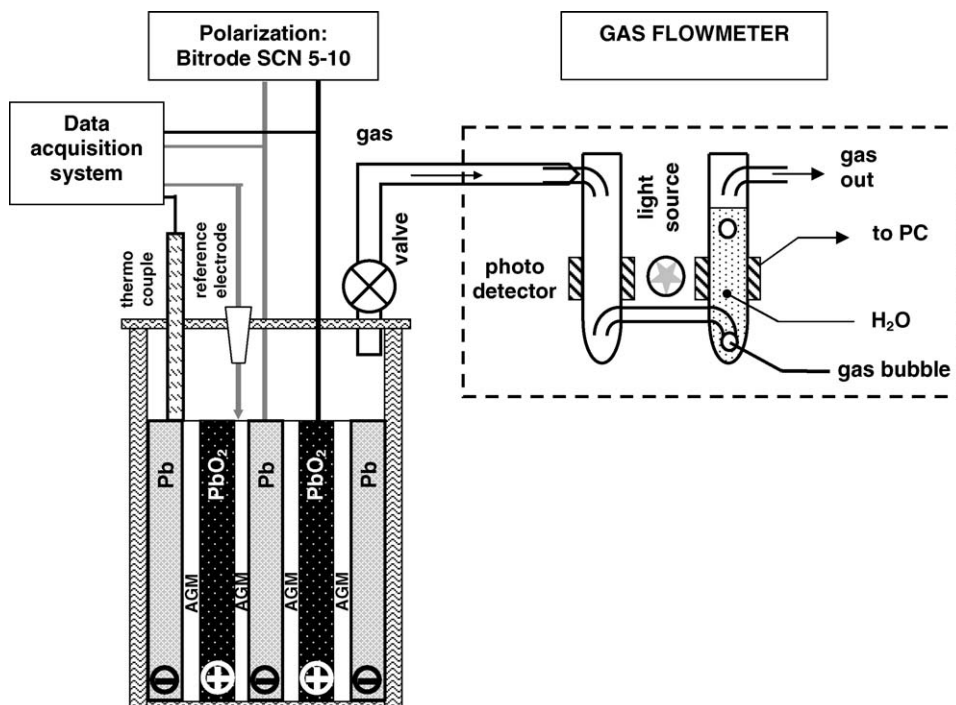 Polarization:
Bitrode SCN 5-10
GAS FLOWMETER
Data
acquisition
system
gas
valve
thermo
couple
reference
electrode
light
source
photo
detector
gas
out
to PC
H₂O
gas bubble
Pb
PbO₂
Pb
PbO₂
Pb
AGM
AGM
AGM
AGM